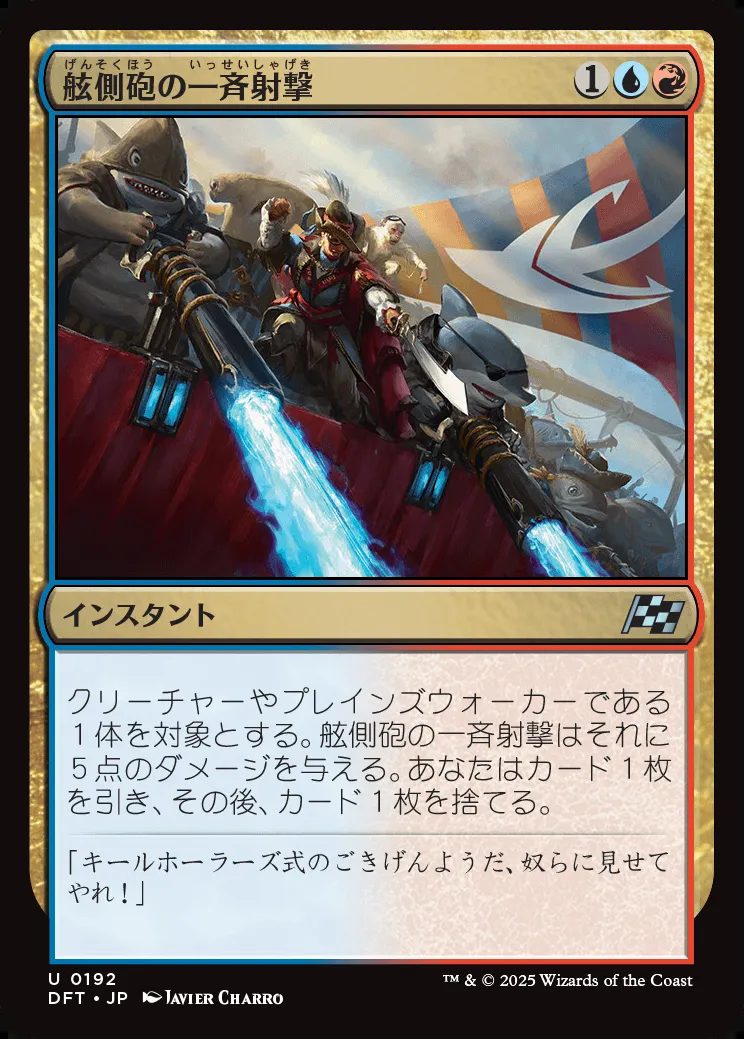 げんそくほう いっせいしゃげき
舷側砲の一斉射撃 1
インスタント
クリーチャーやプレインズウォーカーである
1体を対象とする。舷側砲の一斉射撃はそれに
5点のダメージを与える。あなたはカード1枚
を引き、その後、カード1枚を捨てる。
「キールホーラーズ式のごきげんようだ、奴らに見せて
やれ!」
U 0192
DFT • JP Javier Charro
™ & © 2025 Wizards of the Coast